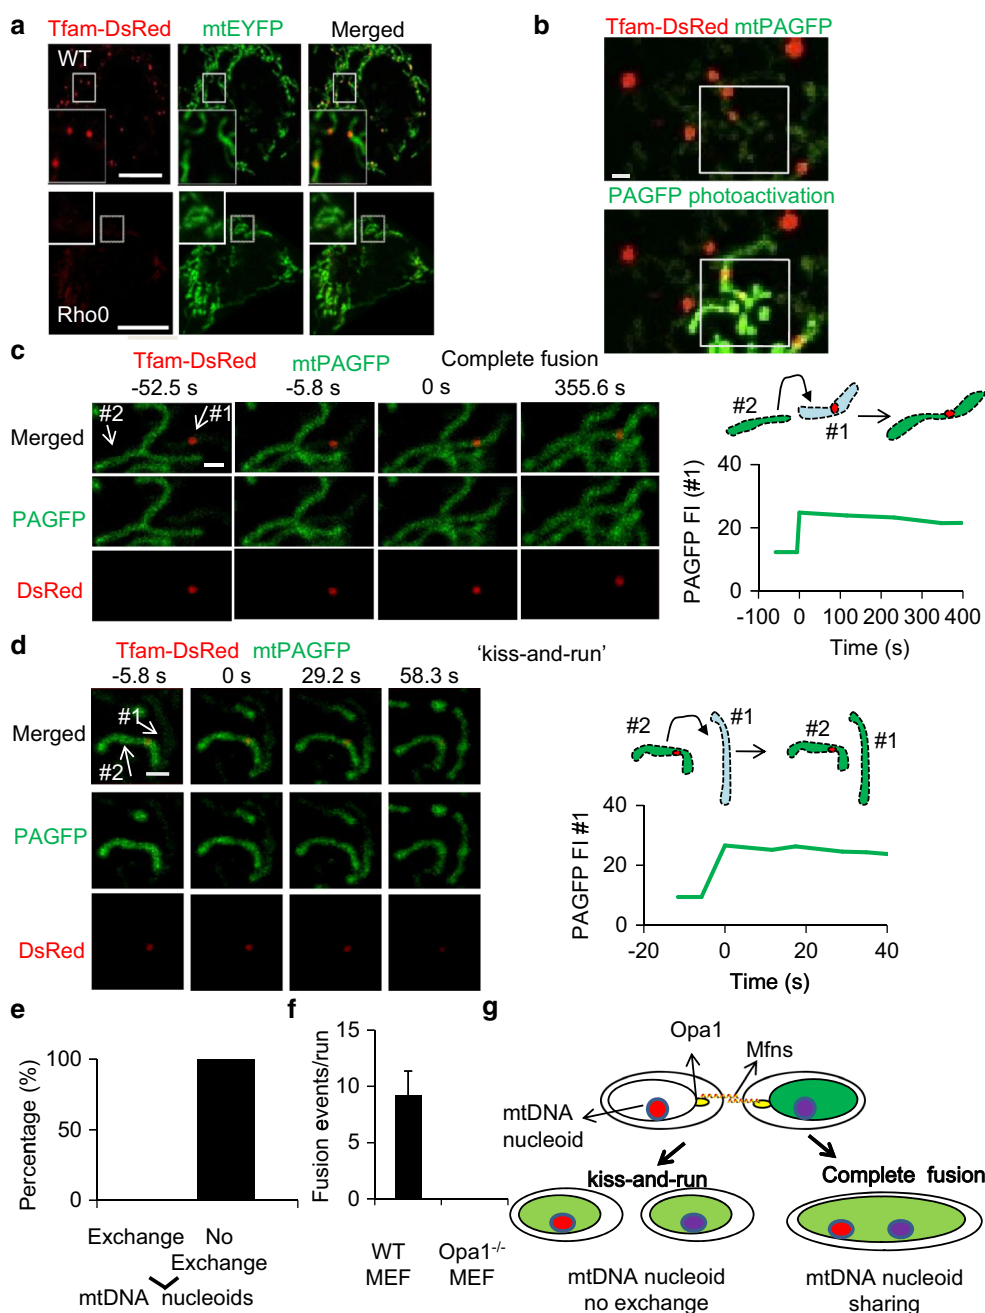 a
Tfam-DsRed mtEYFP Merged
WT
Rho0
b
Tfam-DsRed mtPAGFP
PAGFP photoactivation
c
Tfam-DsRed mtPAGFP Complete fusion
-52.5 s -5.8 s 0 s 355.6 s
#2 #1
Merged
PAGFP
DsRed
#2
#1
PAGFP FI (#1)
40
20
0
-100 0 100 200 300 400
Time (s)
d
Tfam-DsRed mtPAGFP 'kiss-and-run'
-5.8 s 0 s 29.2 s 58.3 s
#1
#2
Merged
PAGFP
DsRed
#2 #1 #2 #1
PAGFP FI #1
40
20
0
-20 0 20 40
Time (s)
e
Percentage (%)
100
50
0
Exchange No Exchange
mtDNA nucleoids
f
Fusion events/run
15
10
5
0
WT MEF
Opa1-/- MEF
g
Opa1
Mfns
mtDNA nucleoid
kiss-and-run
Complete fusion
mtDNA nucleoid no exchange
mtDNA nucleoid sharing